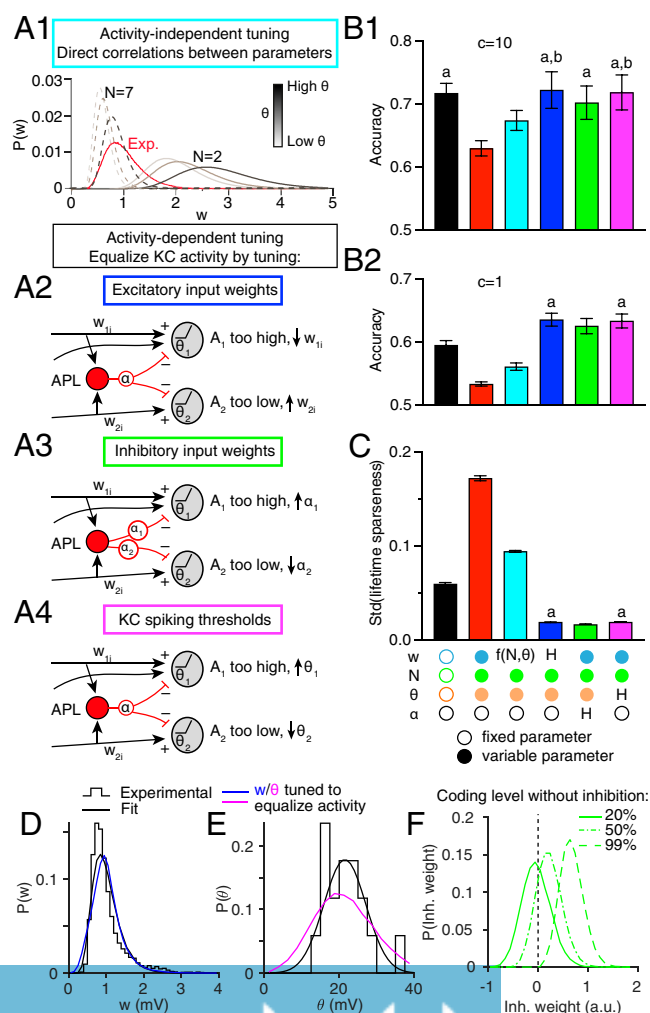 A1
Activity-independent tuning
Direct correlations between parameters
0.03
0.02
0.01
0
P(w)
N=7
Exp.
N=2
High θ
θ
Low θ
0 1 2 3 4 5
w
Activity-dependent tuning
Equalize KC activity by tuning:
A2
Excitatory input weights
w1i
+
θ1
A1 too high, ↓ w1i
APL
α
−
−
θ2
A2 too low, ↑ w2i
w2i
+
A3
Inhibitory input weights
w1i
+
θ1
A1 too high, ↑ α1
APL
α1
α2
−
−
θ2
A2 too low, ↓ α2
w2i
+
A4
KC spiking thresholds
w1i
+
θ1
A1 too high, ↑ θ1
APL
α
−
−
θ2
A2 too low, ↓ θ2
w2i
+
B1
c=10
Accuracy
0.8
0.7
0.6
0.5
a a,b a a,b
B2
c=1
Accuracy
0.7
0.6
0.5
a a
C
Std(lifetime sparseness)
0.2
0.1
0.0
a a
w f(N,θ) H
N
θ H
α H
fixed parameter
variable parameter
Experimental
Fit
w/θ tuned to
equalize activity
D
P(w)
0.1
0
0 1 2 3 4
w (mV)
E
P(θ)
0.2
0.1
0
0 20 40
θ (mV)
Coding level without inhibition:
F
20%
50%
99%
P(Inh. weight)
0.2
0.15
0.1
0.05
0
-1 0 1
Inh. weight (a.u.)